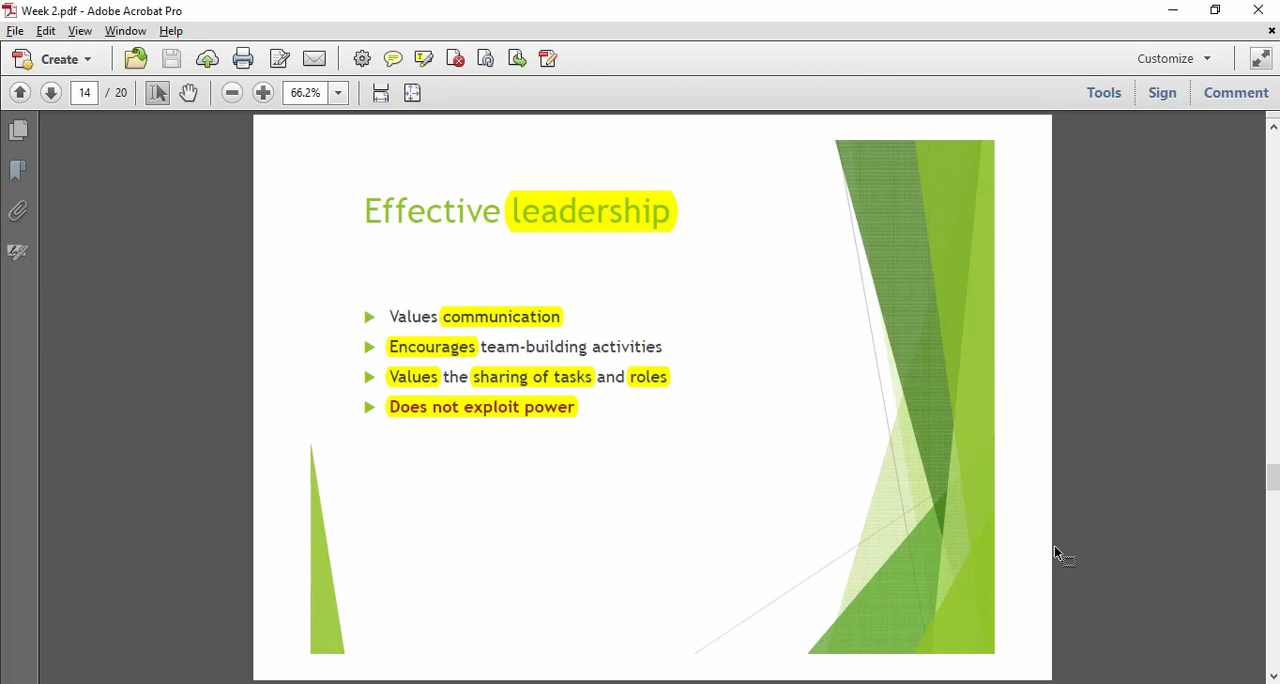 Week 2.pdf - Adobe Acrobat Pro
File Edit View Window Help
Create Customize
14 / 20 66.2% Tools Sign Comment
Effective leadership
Values communication
Encourages team-building activities
Values the sharing of tasks and roles
Does not exploit power